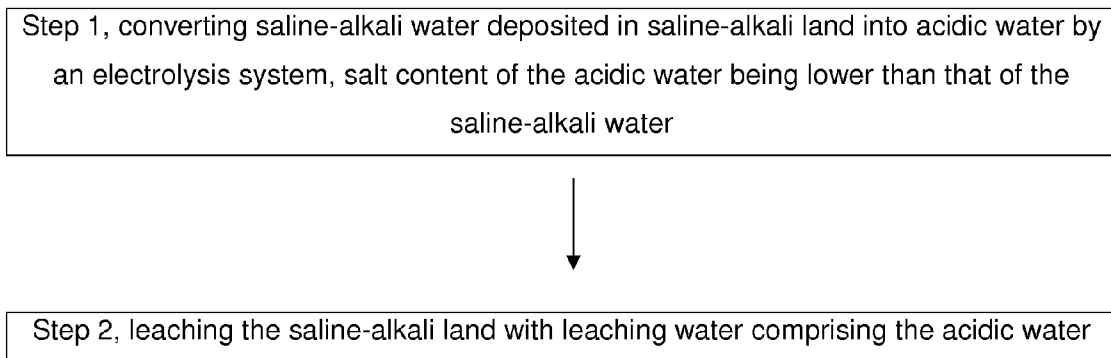 Step 1, converting saline-alkali water deposited in saline-alkali land into acidic water by
an electrolysis system, salt content of the acidic water being lower than that of the
saline-alkali water
Step 2, leaching the saline-alkali land with leaching water comprising the acidic water